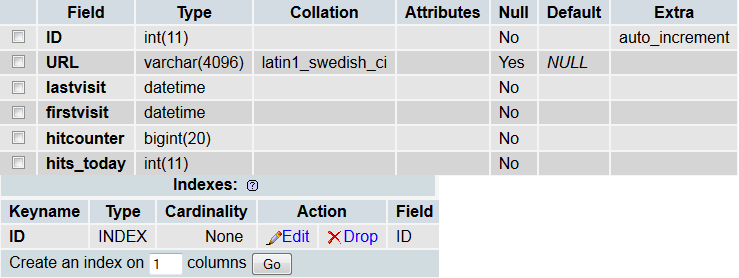 Field Type Collation Attributes Null Default Extra
ID int(11) No auto_increment
URL varchar(4096) latin1_swedish_ci Yes NULL
lastvisit datetime No
firstvisit datetime No
hitcounter bigint(20) No
hits_today int(11) No
Indexes: ?
Keyname Type Cardinality Action Field
ID INDEX None Edit Drop ID
Create an index on 1 columns Go